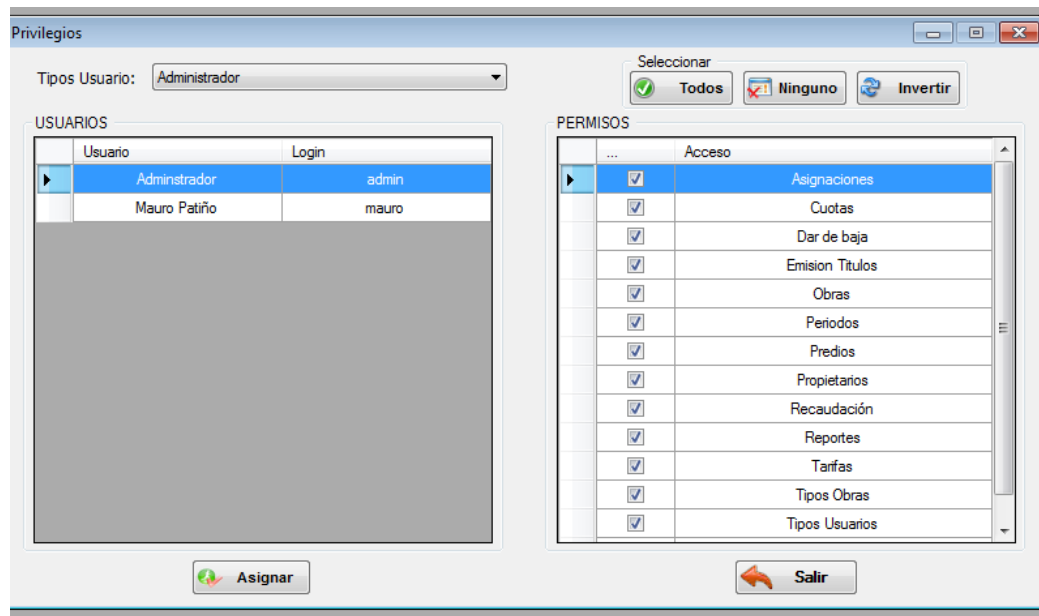 Privilegios
Tipos Usuario: Administrador
Seleccionar
Todos Ninguno Invertir
USUARIOS
Usuario Login
Adminstrador admin
Mauro Patiño mauro
PERMISOS
... Acceso
Asignaciones
Cuotas
Dar de baja
Emision Titulos
Obras
Periodos
Predios
Propietarios
Recaudación
Reportes
Tarifas
Tipos Obras
Tipos Usuarios
Asignar
Salir